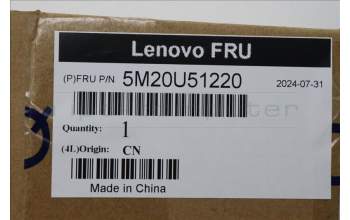 Lenovo FRU
(P)FRU P/N 5M20U51220 2024-07-31
Quantity: 1
(4L)Origin: CN
Made in China